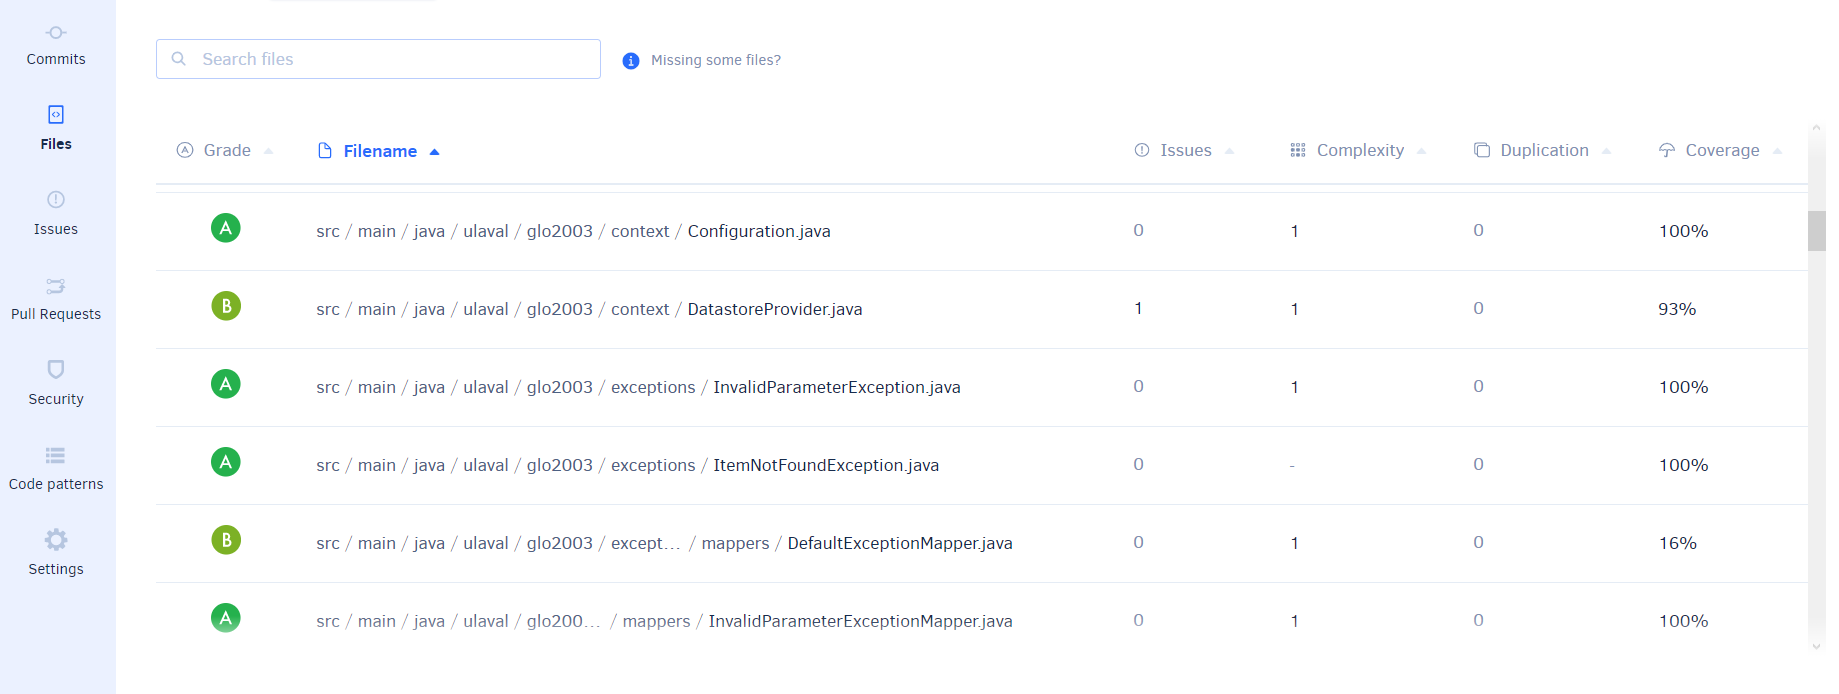 Commits
Files
Issues
Pull Requests
Security
Code patterns
Settings
Search files
Missing some files?
Grade Filename Issues Complexity Duplication Coverage
A src / main / java / ulaval / glo2003 / context / Configuration.java 0 1 0 100%
B src / main / java / ulaval / glo2003 / context / DatastoreProvider.java 1 1 0 93%
A src / main / java / ulaval / glo2003 / exceptions / InvalidParameterException.java 0 1 0 100%
A src / main / java / ulaval / glo2003 / exceptions / ItemNotFoundException.java 0 - 0 100%
B src / main / java / ulaval / glo2003 / except... / mappers / DefaultExceptionMapper.java 0 1 0 16%
A src / main / java / ulaval / glo200... / mappers / InvalidParameterExceptionMapper.java 0 1 0 100%